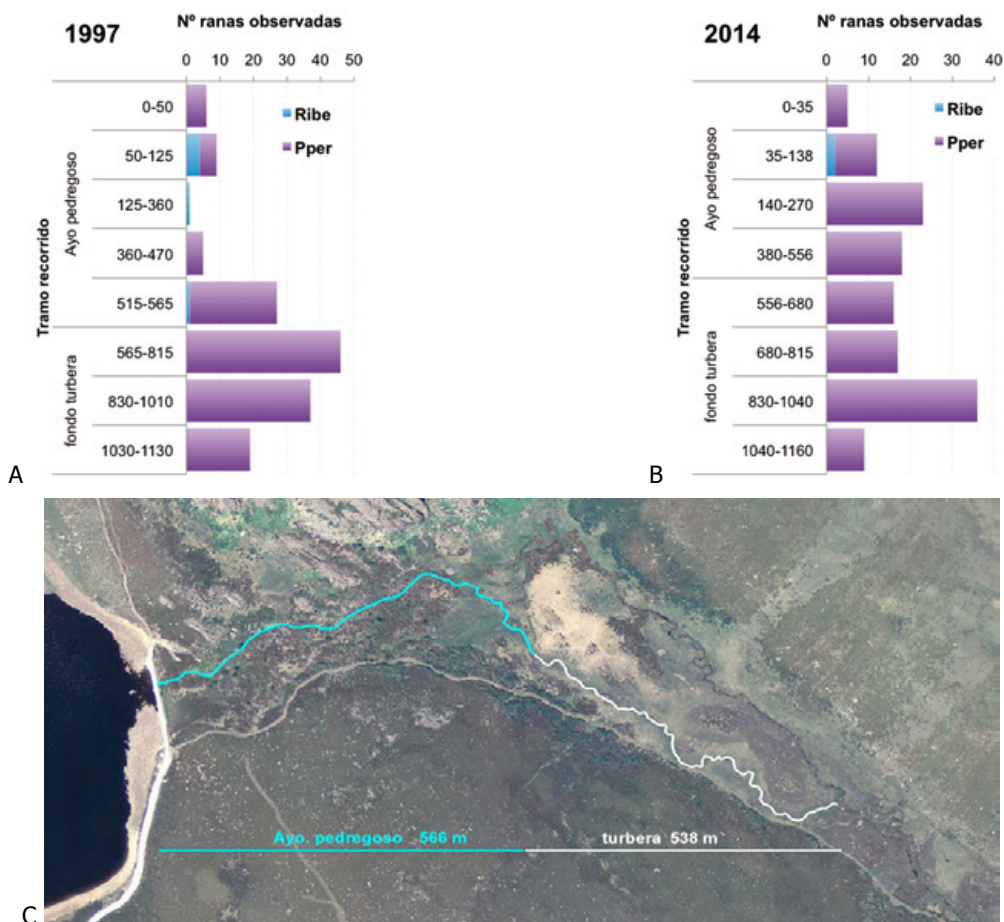 1997
Nº ranas observadas
0 10 20 30 40 50
Ribe
Pper
Tramo recorrido
Ayo pedregoso
0-50
50-125
125-360
360-470
515-565
fondo turbera
565-815
830-1010
1030-1130
A
2014
Nº ranas observadas
0 10 20 30 40
Ribe
Pper
Tramo recorrido
Ayo pedregoso
0-35
35-138
140-270
380-556
fondo turbera
556-680
680-815
830-1040
1040-1160
B
Ayo. pedregoso 566 m
turbera 538 m
C